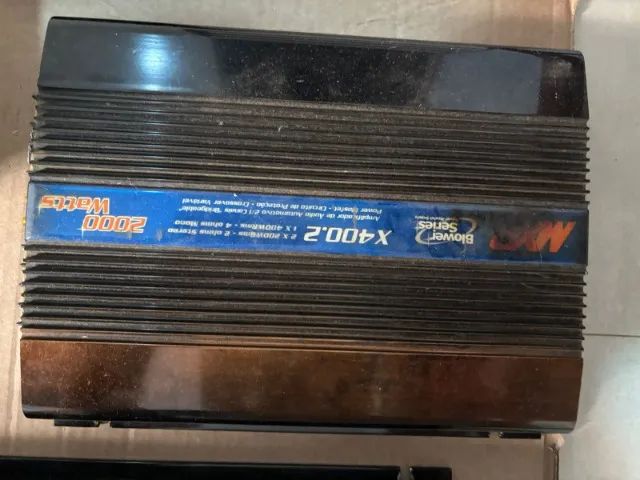 Blower
Series
X400.2
2 X 200WRms - 2 ohms Stereo
1 X 400WRms - 4 ohms Mono
Amplificador de Audio Automotivo 2/1 Canais "Bridgeable"
Power Mosfet - Circuito de Proteção - Crossover Variável
2000
Watts